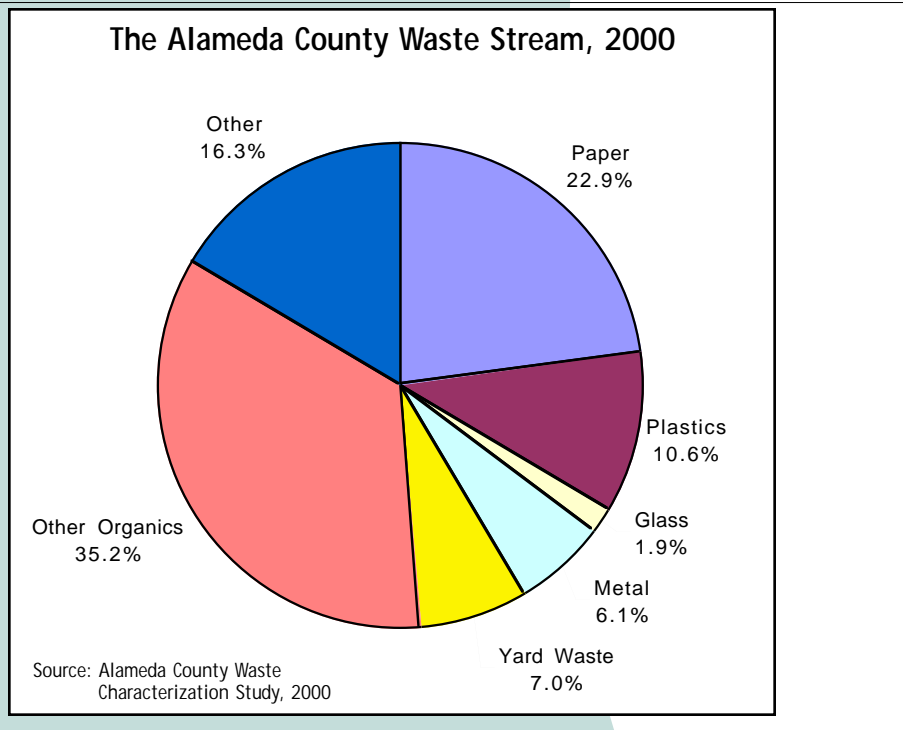 The Alameda County Waste Stream, 2000
Other
16.3%
Paper
22.9%
Plastics
10.6%
Glass
1.9%
Metal
6.1%
Yard Waste
7.0%
Other Organics
35.2%
Source: Alameda County Waste
Characterization Study, 2000